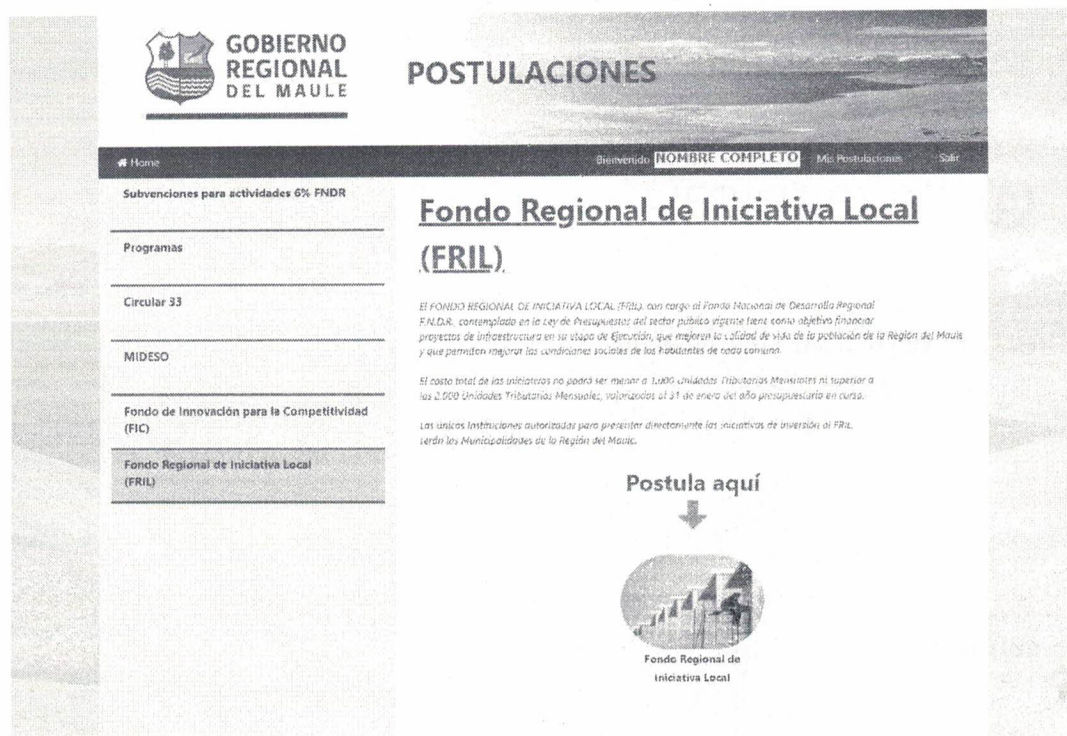 GOBIERNO
REGIONAL
DEL MAULE
POSTULACIONES
Home
Bienvenido NOMBRE COMPLETO Mis Postulaciones Salir
Subvenciones para actividades 6% FNDR
Programas
Circular 33
MIDESO
Fondo de Innovación para la Competitividad
(FIC)
Fondo Regional de Iniciativa Local
(FRIL)
Fondo Regional de Iniciativa Local
(FRIL)
El FONDO REGIONAL DE INICIATIVA LOCAL (FRIL), con cargo al Fondo Nacional de Desarrollo Regional
F.N.D.R., contemplado en la Ley de Presupuestos del sector público vigente tiene como objetivo financiar
proyectos de infraestructura en su etapa de Ejecución, que mejoren la calidad de vida de la población de la Región del Maule
y que permitan mejorar las condiciones sociales de los habitantes de cada comuna.
El costo total de las iniciativas no podrá ser menor a 1.000 Unidades Tributarias Mensuales ni superior a
las 2.000 Unidades Tributarias Mensuales, valorizadas al 31 de enero del año presupuestario en curso.
Las únicas Instituciones autorizadas para presentar directamente las iniciativas de inversión al FRIL,
serán las Municipalidades de la Región del Maule.
Postula aquí
Fondo Regional de
Iniciativa Local